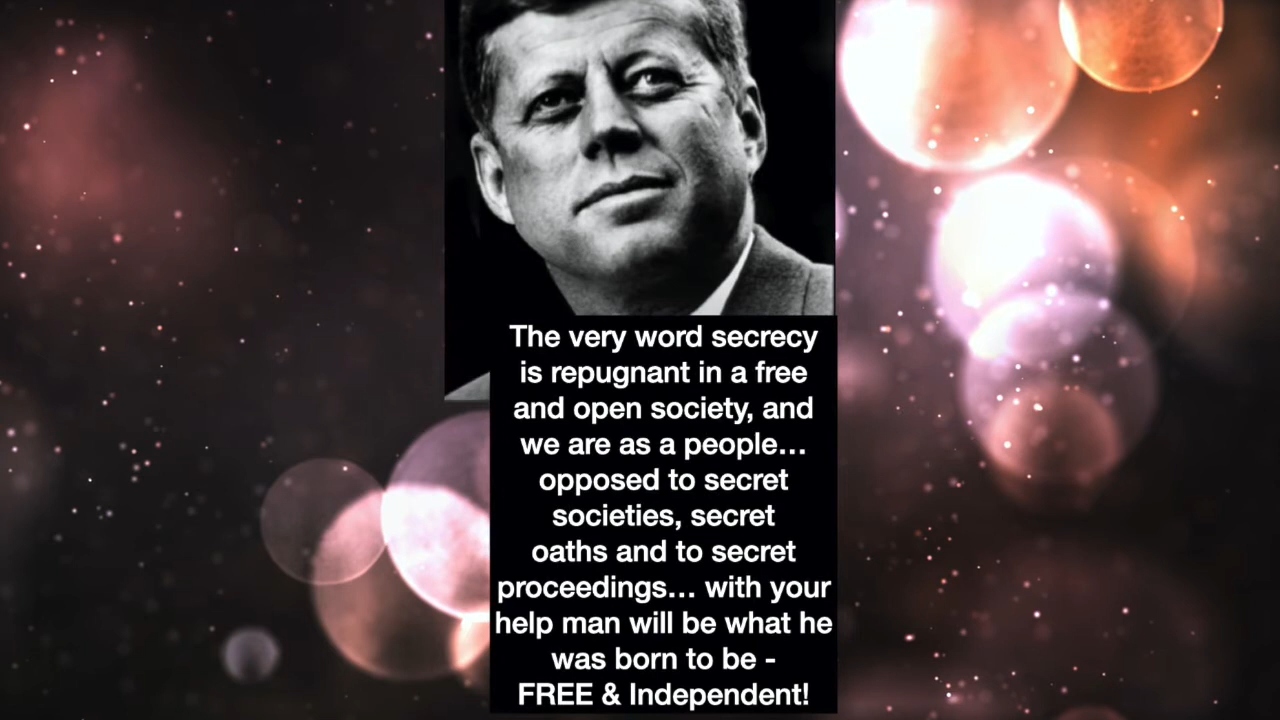 The very word secrecy
is repugnant in a free
and open society, and
we are as a people...
opposed to secret
societies, secret
oaths and to secret
proceedings... with your
help man will be what he
was born to be -
FREE & Independent!